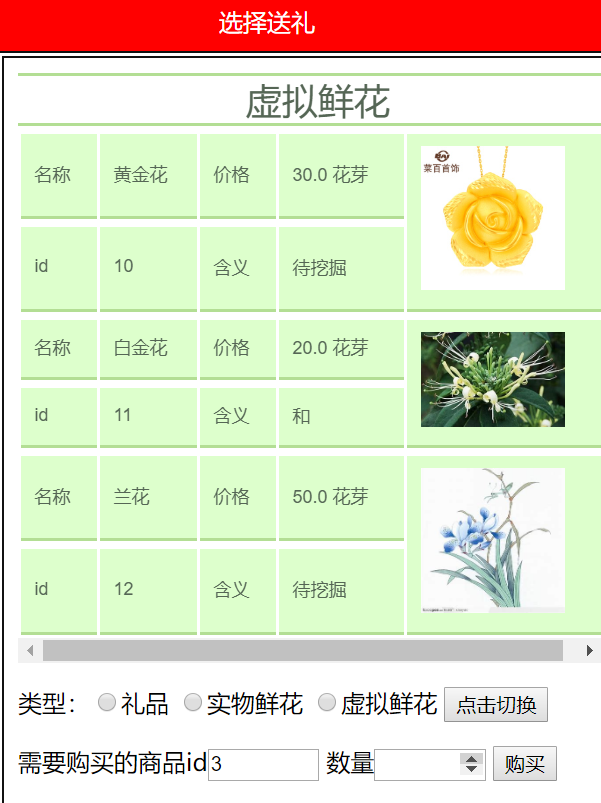 选择送礼
虚拟鲜花
名称 黄金花 价格 30.0 花芽
菜百首饰
id 10 含义 待挖掘
名称 白金花 价格 20.0 花芽
id 11 含义 和
名称 兰花 价格 50.0 花芽
id 12 含义 待挖掘
类型： 礼品 实物鲜花 虚拟鲜花 点击切换
需要购买的商品id 3 数量 购买